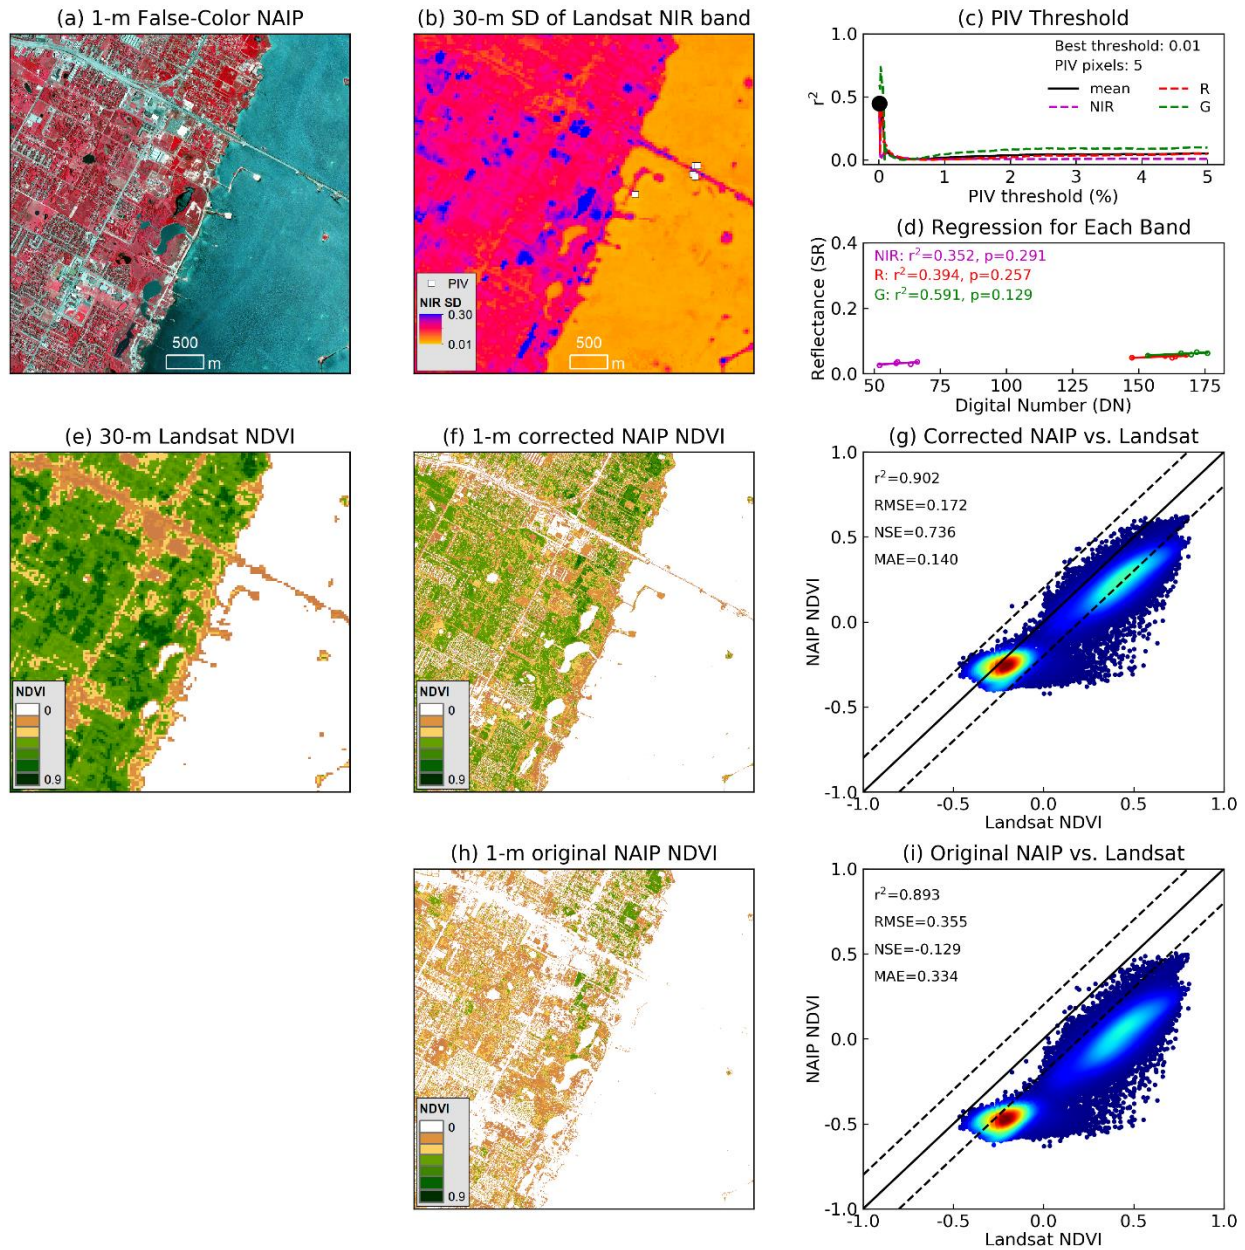 (a) 1-m False-Color NAIP
500
m
(b) 30-m SD of Landsat NIR band
PIV
NIR SD
0.30
0.01
500
m
(c) PIV Threshold
Best threshold: 0.01
PIV pixels: 5
mean
R
NIR
G
r²
1.0
0.5
0.0
0
1
2
3
4
5
PIV threshold (%)
(d) Regression for Each Band
NIR: r²=0.352, p=0.291
R: r²=0.394, p=0.257
G: r²=0.591, p=0.129
Reflectance (SR)
0.4
0.2
0.0
50
75
100
125
150
175
Digital Number (DN)
(e) 30-m Landsat NDVI
NDVI
0
0.9
(f) 1-m corrected NAIP NDVI
NDVI
0
0.9
(g) Corrected NAIP vs. Landsat
r²=0.902
RMSE=0.172
NSE=0.736
MAE=0.140
NAIP NDVI
1.0
0.5
0.0
-0.5
-1.0
-1.0
-0.5
0.0
0.5
1.0
Landsat NDVI
(h) 1-m original NAIP NDVI
NDVI
0
0.9
(i) Original NAIP vs. Landsat
r²=0.893
RMSE=0.355
NSE=-0.129
MAE=0.334
NAIP NDVI
1.0
0.5
0.0
-0.5
-1.0
-1.0
-0.5
0.0
0.5
1.0
Landsat NDVI